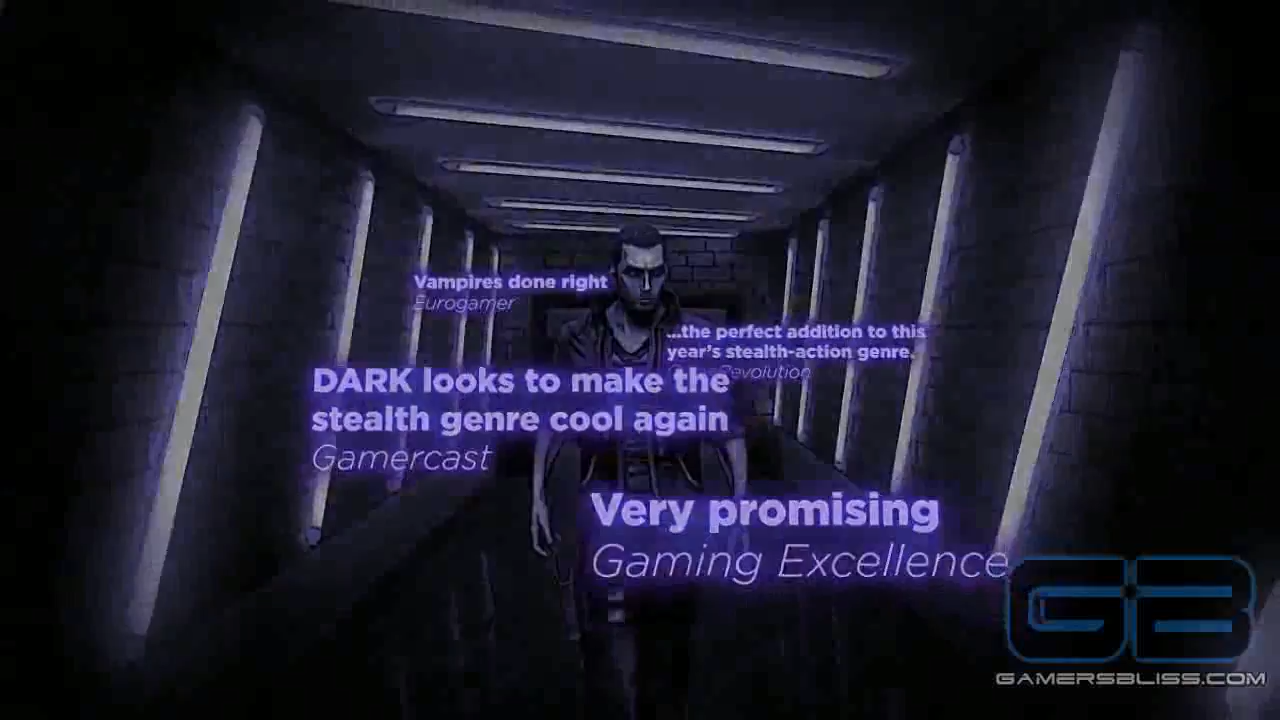 Vampires done right
Eurogamer
...the perfect addition to this
year's stealth-action genre.
Revolution
DARK looks to make the
stealth genre cool again
Gamercast
Very promising
Gaming Excellence
GB
GAMERSBLISS.COM